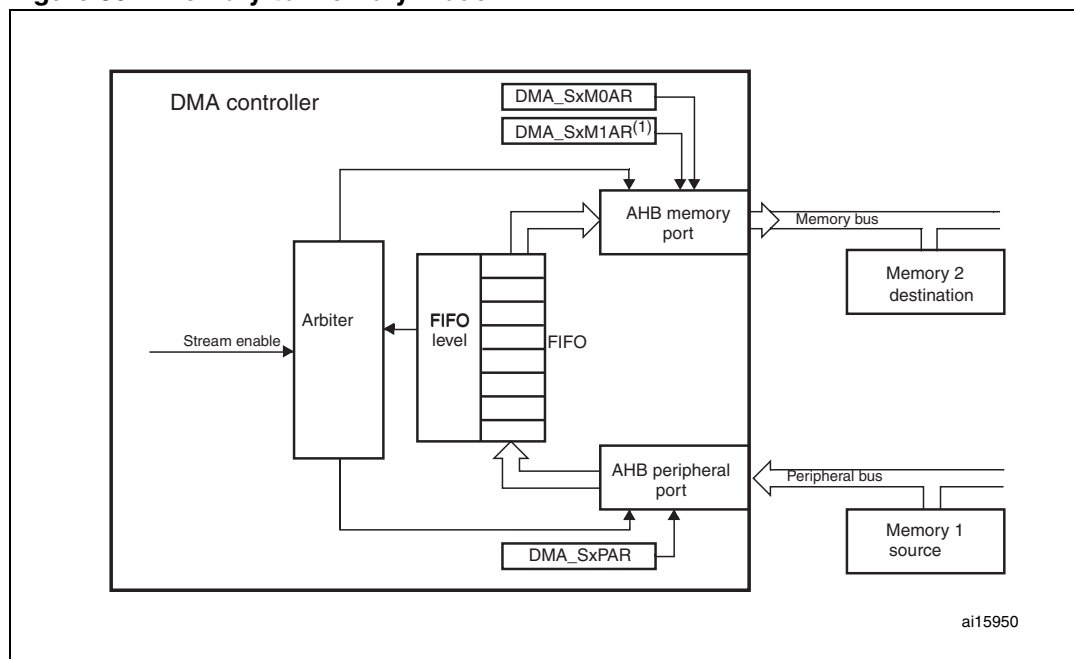 DMA controller
DMA_SxM0AR
DMA_SxM1AR(1)
AHB memory
port
Memory bus
Memory 2
destination
Arbiter
Stream enable
FIFO
level
FIFO
AHB peripheral
port
Peripheral bus
Memory 1
source
DMA_SxPAR
ai15950